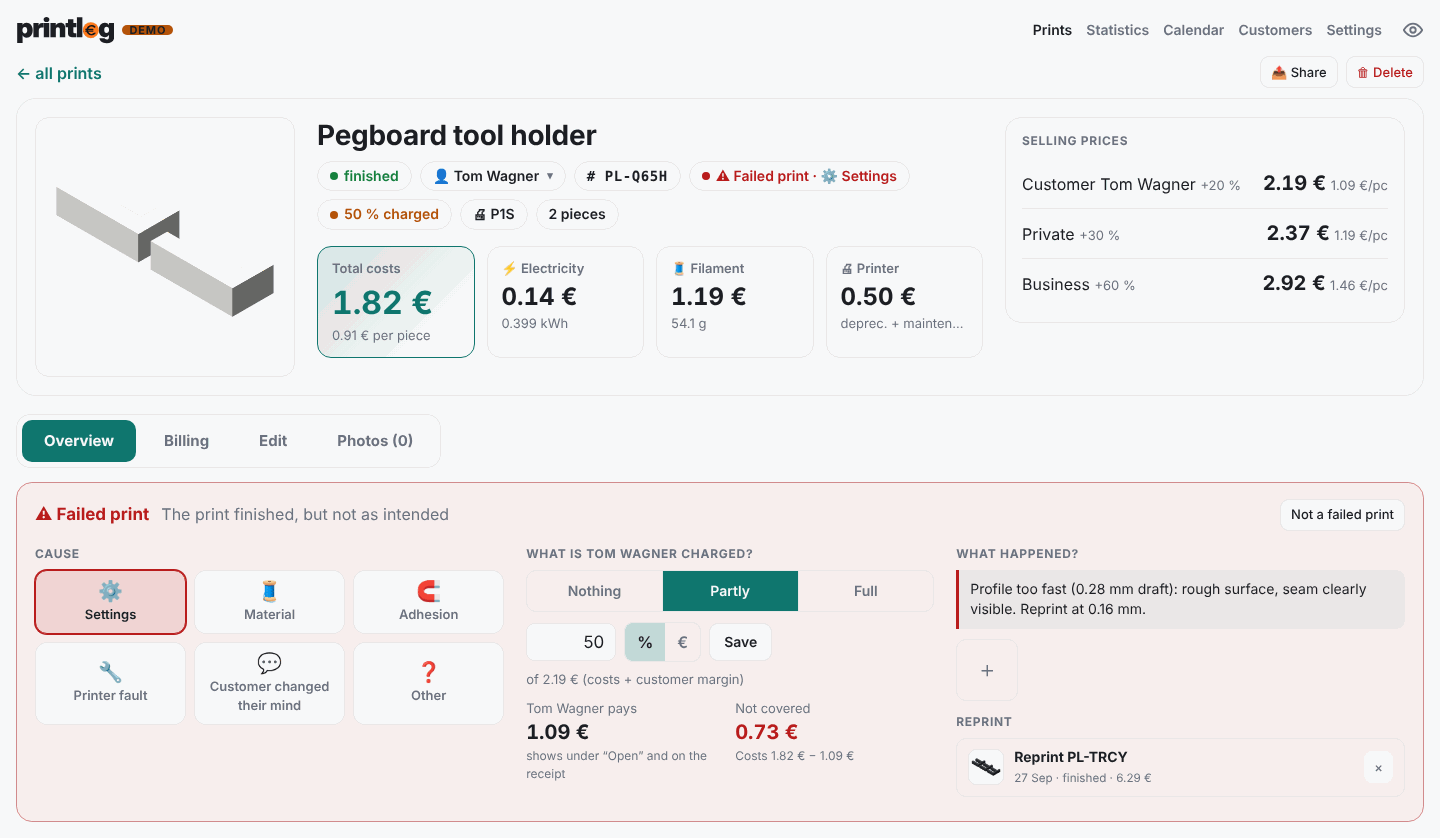 printl€g DEMO
Prints Statistics Calendar Customers Settings
← all prints
Share
Delete
Pegboard tool holder
finished
Tom Wagner ▾
# PL-Q65H
Failed print · Settings
50 % charged
P1S
2 pieces
Total costs
1.82 €
0.91 € per piece
Electricity
0.14 €
0.399 kWh
Filament
1.19 €
54.1 g
Printer
0.50 €
deprec. + mainten…
SELLING PRICES
Customer Tom Wagner +20 % 2.19 € 1.09 €/pc
Private +30 % 2.37 € 1.19 €/pc
Business +60 % 2.92 € 1.46 €/pc
Overview Billing Edit Photos (0)
Failed print The print finished, but not as intended
Not a failed print
CAUSE
Settings
Material
Adhesion
Printer fault
Customer changed
their mind
Other
WHAT IS TOM WAGNER CHARGED?
Nothing Partly Full
50 % € Save
of 2.19 € (costs + customer margin)
Tom Wagner pays
1.09 €
shows under “Open” and on the
receipt
Not covered
0.73 €
Costs 1.82 € − 1.09 €
WHAT HAPPENED?
Profile too fast (0.28 mm draft): rough surface, seam clearly
visible. Reprint at 0.16 mm.
+
REPRINT
Reprint PL-TRCY
27 Sep · finished · 6.29 €
×